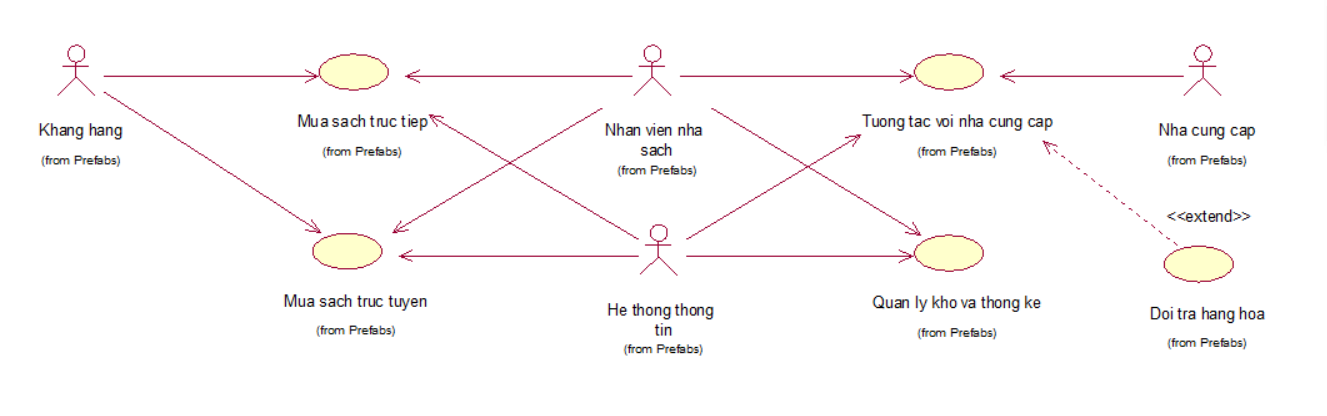 Khang hang
(from Prefabs)
Mua sach truc tiep
(from Prefabs)
Nhan vien nha
sach
(from Prefabs)
Tuong tac voi nha cung cap
(from Prefabs)
Nha cung cap
(from Prefabs)
<<extend>>
Mua sach truc tuyen
(from Prefabs)
He thong thong
tin
(from Prefabs)
Quan ly kho va thong ke
(from Prefabs)
Doi tra hang hoa
(from Prefabs)